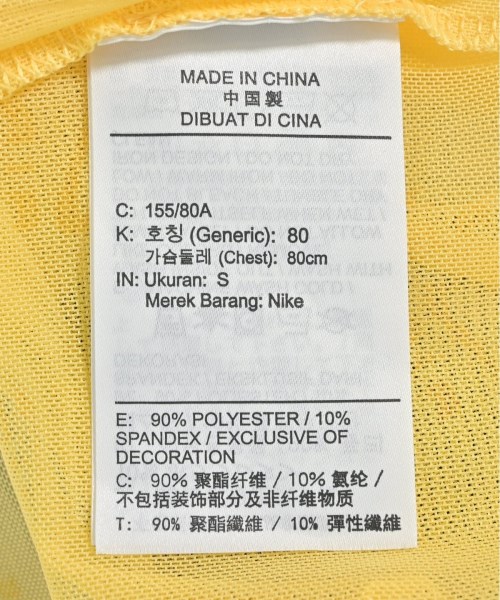 MADE IN CHINA
中国製
DIBUAT DI CINA
C: 155/80A
K: 호칭 (Generic): 80
가슴둘레 (Chest): 80cm
IN: Ukuran: S
Merek Barang: Nike
E: 90% POLYESTER / 10%
SPANDEX / EXCLUSIVE OF
DECORATION
C: 90% 聚酯纤维 / 10% 氨纶 /
不包括装饰部分及非纤维物质
T: 90% 聚酯纖維 / 10% 彈性纖維